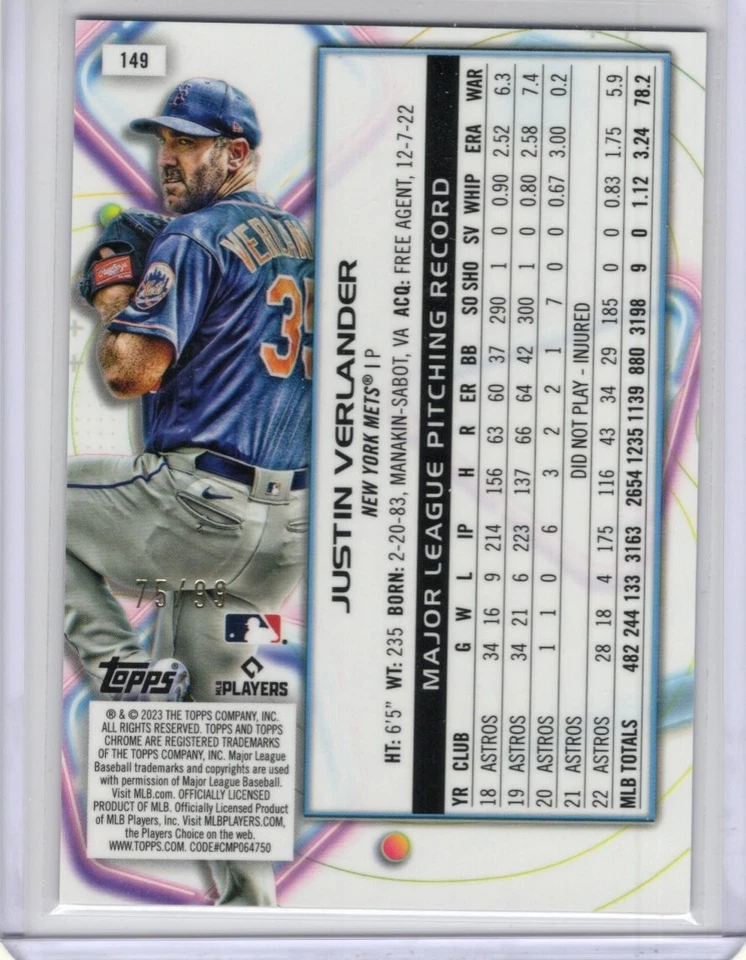 149
VERLAN
35
Rawlings
Mets
75/99
TOPPS®
MLB PLAYERS
® & © 2023 THE TOPPS COMPANY, INC.
ALL RIGHTS RESERVED. TOPPS AND TOPPS
CHROME ARE REGISTERED TRADEMARKS
OF THE TOPPS COMPANY, INC. Major League
Baseball trademarks and copyrights are used
with permission of Major League Baseball.
Visit MLB.com. OFFICIALLY LICENSED
PRODUCT OF MLB. Officially Licensed Product
of MLB Players, Inc. Visit MLBPLAYERS.COM,
the Players Choice on the web.
WWW.TOPPS.COM. CODE#CMP064750
JUSTIN VERLANDER
NEW YORK METS® | P
HT: 6'5" WT: 235 BORN: 2-20-83, MANAKIN-SABOT, VA ACQ: FREE AGENT, 12-7-22
MAJOR LEAGUE PITCHING RECORD
YR CLUB G W L IP H R ER BB SO SHO SV WHIP ERA WAR
18 ASTROS 34 16 9 214 156 63 60 37 290 1 0 0.90 2.52 6.3
19 ASTROS 34 21 6 223 137 66 64 42 300 1 0 0.80 2.58 7.4
20 ASTROS 1 1 0 6 3 2 2 1 7 0 0 0.67 3.00 0.2
21 ASTROS DID NOT PLAY - INJURED
22 ASTROS 28 18 4 175 116 43 34 29 185 0 0 0.83 1.75 5.9
MLB TOTALS 482 244 133 3163 2654 1235 1139 880 3198 9 0 1.12 3.24 78.2